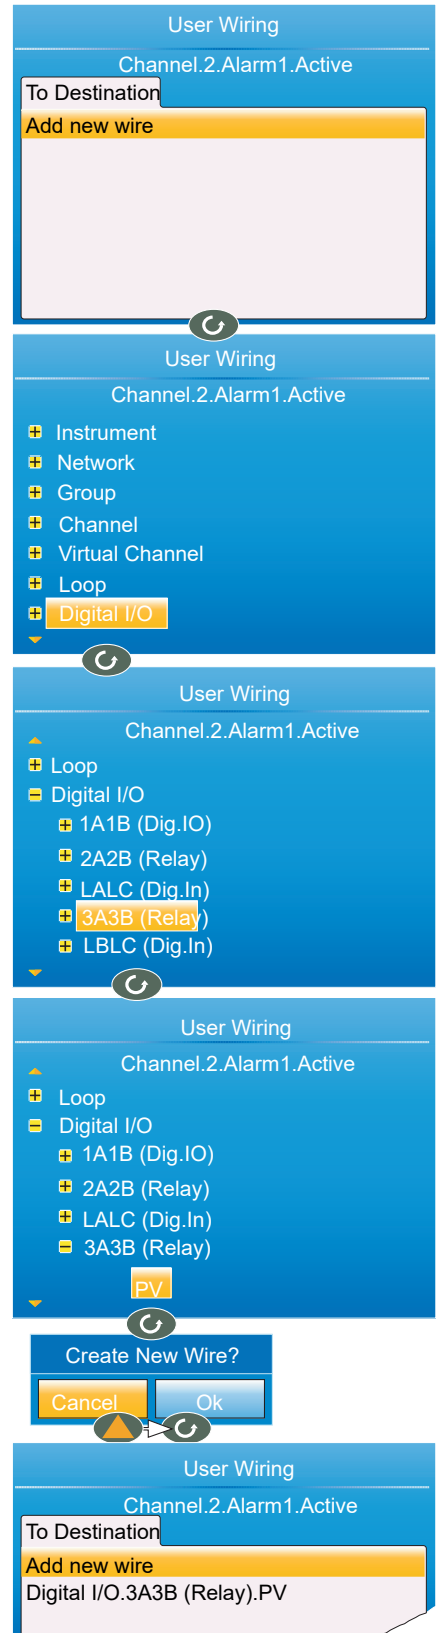 User Wiring
Channel.2.Alarm1.Active
To Destination
Add new wire
User Wiring
Channel.2.Alarm1.Active
Instrument
Network
Group
Channel
Virtual Channel
Loop
Digital I/O
User Wiring
Channel.2.Alarm1.Active
Loop
Digital I/O
1A1B (Dig.IO)
2A2B (Relay)
LALC (Dig.In)
3A3B (Relay)
LBLC (Dig.In)
User Wiring
Channel.2.Alarm1.Active
Loop
Digital I/O
1A1B (Dig.IO)
2A2B (Relay)
LALC (Dig.In)
3A3B (Relay)
PV
Create New Wire?
Cancel Ok
User Wiring
Channel.2.Alarm1.Active
To Destination
Add new wire
Digital I/O.3A3B (Relay).PV